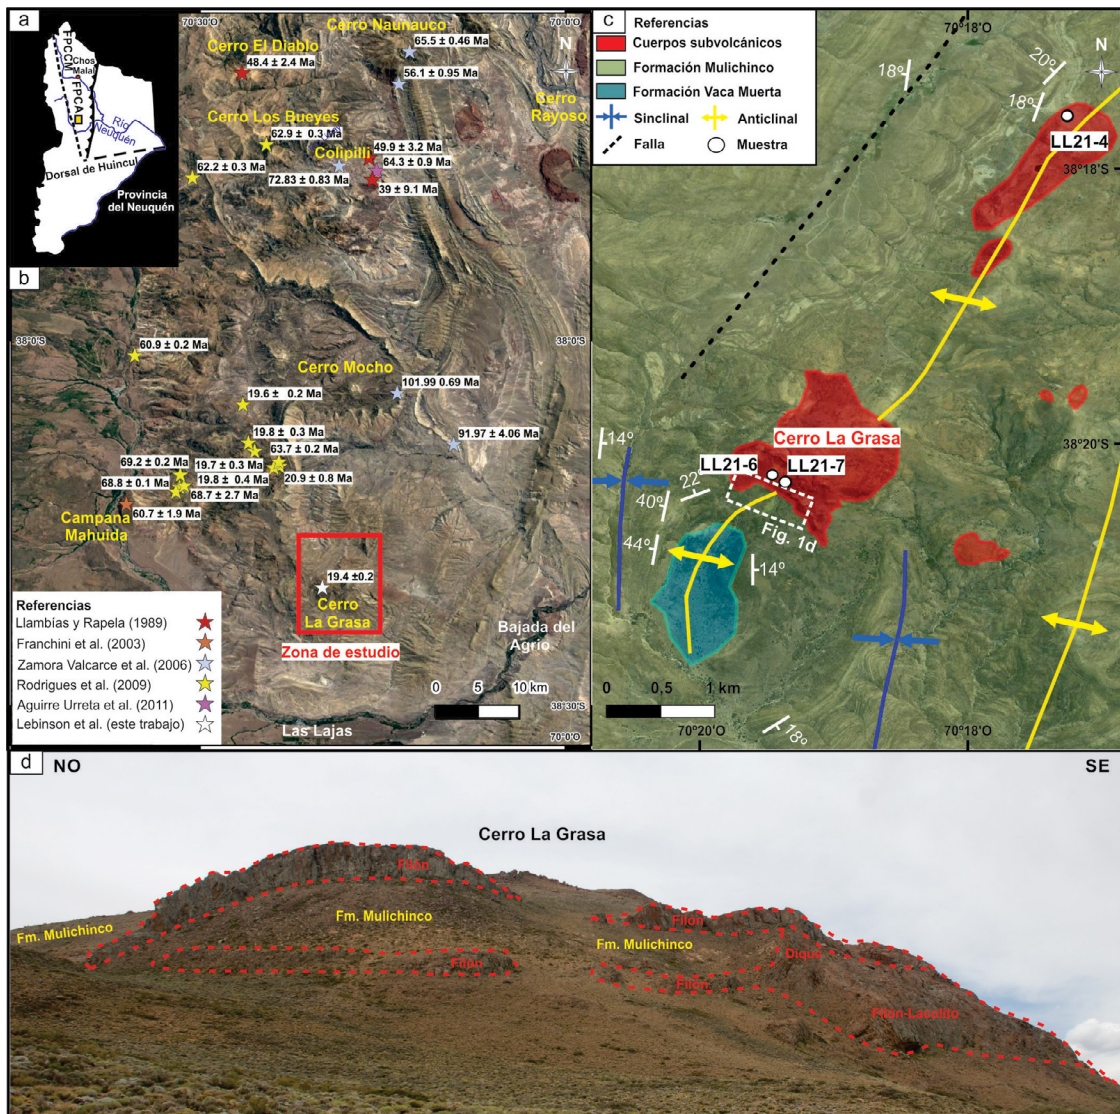 a
FPCCM
Chos
Malal
FPCA
Río
Neuquén
Dorsal de Huincul
Provincia
del Neuquén
b
70°30'O
70°0'O
N
Cerro Naunauco
65.5 ± 0.46 Ma
Cerro El Diablo
48.4 ± 2.4 Ma
56.1 ± 0.95 Ma
Cerro
Rayoso
Cerro Los Bueyes
62.9 ± 0.3 Ma
Colipilli
49.9 ± 3.2 Ma
64.3 ± 0.9 Ma
62.2 ± 0.3 Ma
72.83 ± 0.83 Ma
39 ± 9.1 Ma
38°0'S
60.9 ± 0.2 Ma
Cerro Mocho
101.99 0.69 Ma
19.6 ± 0.2 Ma
19.8 ± 0.3 Ma
91.97 ± 4.06 Ma
63.7 ± 0.2 Ma
69.2 ± 0.2 Ma
19.7 ± 0.3 Ma
68.8 ± 0.1 Ma
19.8 ± 0.4 Ma
20.9 ± 0.8 Ma
68.7 ± 2.7 Ma
Campana
Mahuida
60.7 ± 1.9 Ma
19.4 ±0.2
Cerro
La Grasa
Zona de estudio
Bajada del
Agrio
Referencias
Llambías y Rapela (1989)
Franchini et al. (2003)
Zamora Valcarce et al. (2006)
Rodrigues et al. (2009)
Aguirre Urreta et al. (2011)
Lebinson et al. (este trabajo)
0 5 10 km
38°30'S
Las Lajas
70°0'O
c
Referencias
Cuerpos subvolcánicos
Formación Mulichinco
Formación Vaca Muerta
Sinclinal
Anticlinal
Falla
Muestra
70°18'O
N
18º
20º
18º
LL21-4
38°18'S
Cerro La Grasa
38°20'S
14º
LL21-6
LL21-7
22
40º
Fig. 1d
44º
14º
0 0,5 1 km
18º
70°20'O
70°18'O
d
NO
SE
Cerro La Grasa
Filón
Fm. Mulichinco
Fm. Mulichinco
Filón
Filón
Fm. Mulichinco
Dique
Filón
Filón-Lacolito